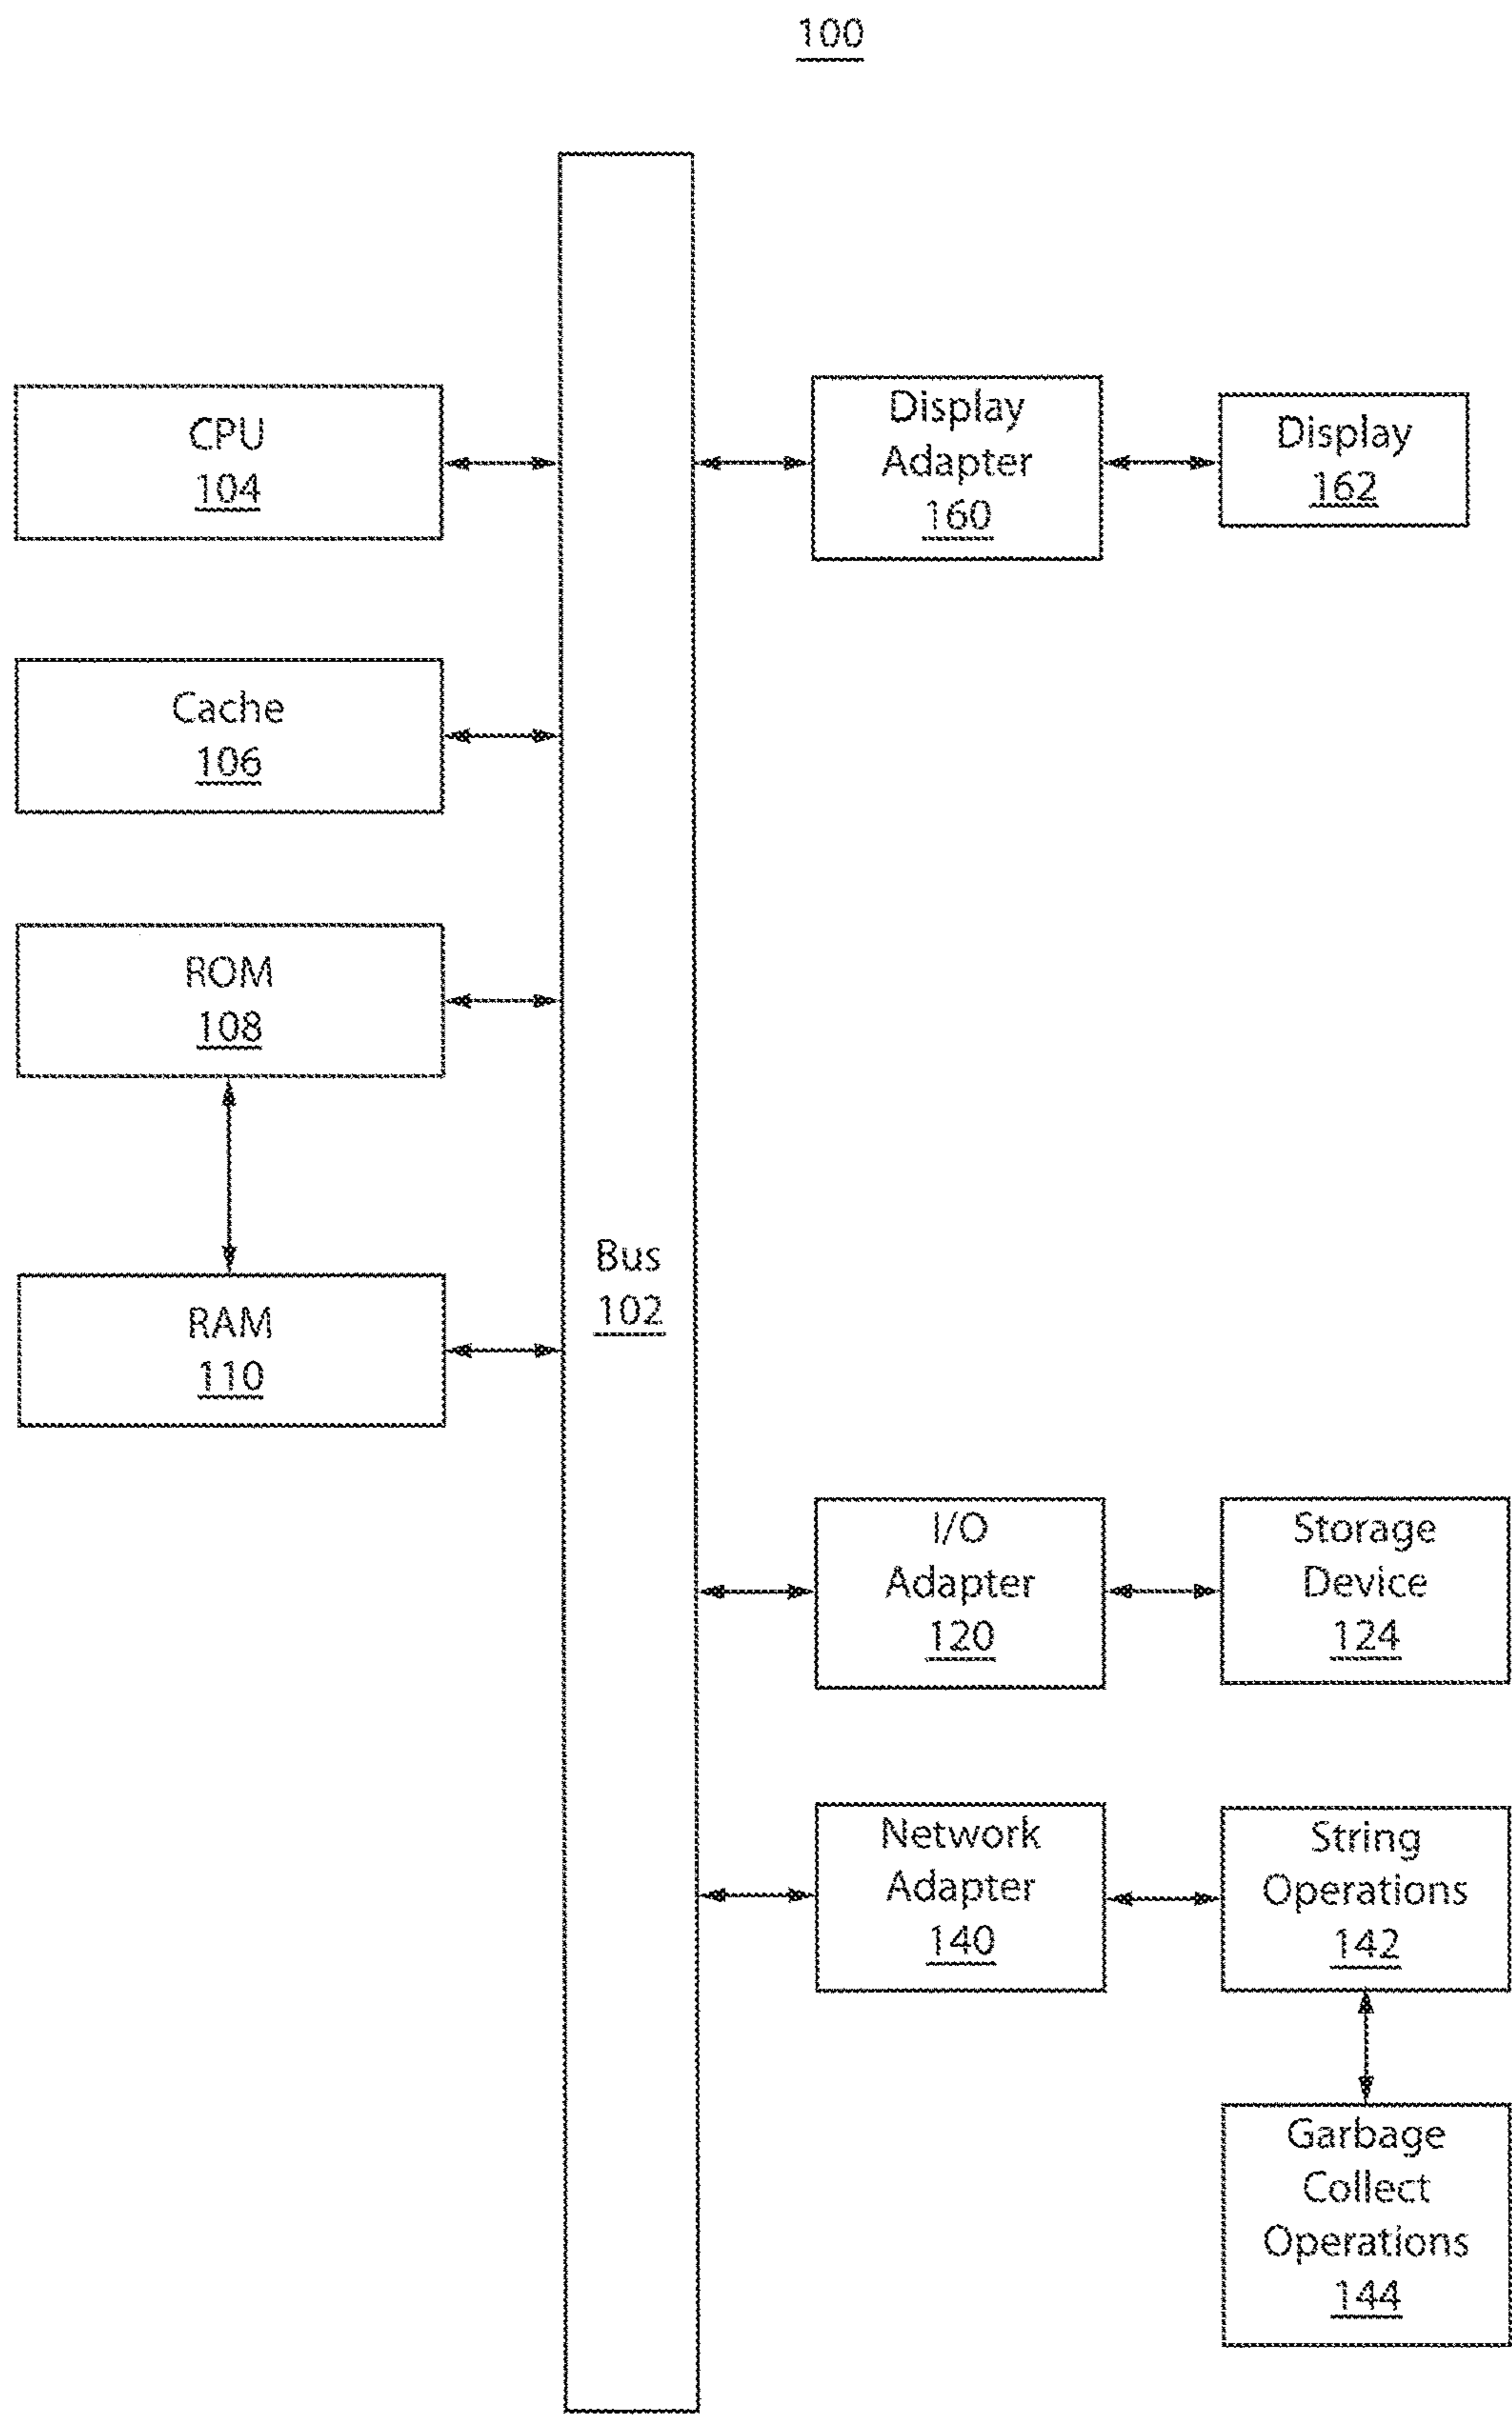 100
CPU
104
Cache
106
ROM
108
RAM
110
Bus
102
Display
Adapter
160
Display
162
I/O
Adapter
120
Storage
Device
124
Network
Adapter
140
String
Operations
142
Garbage
Collect
Operations
144